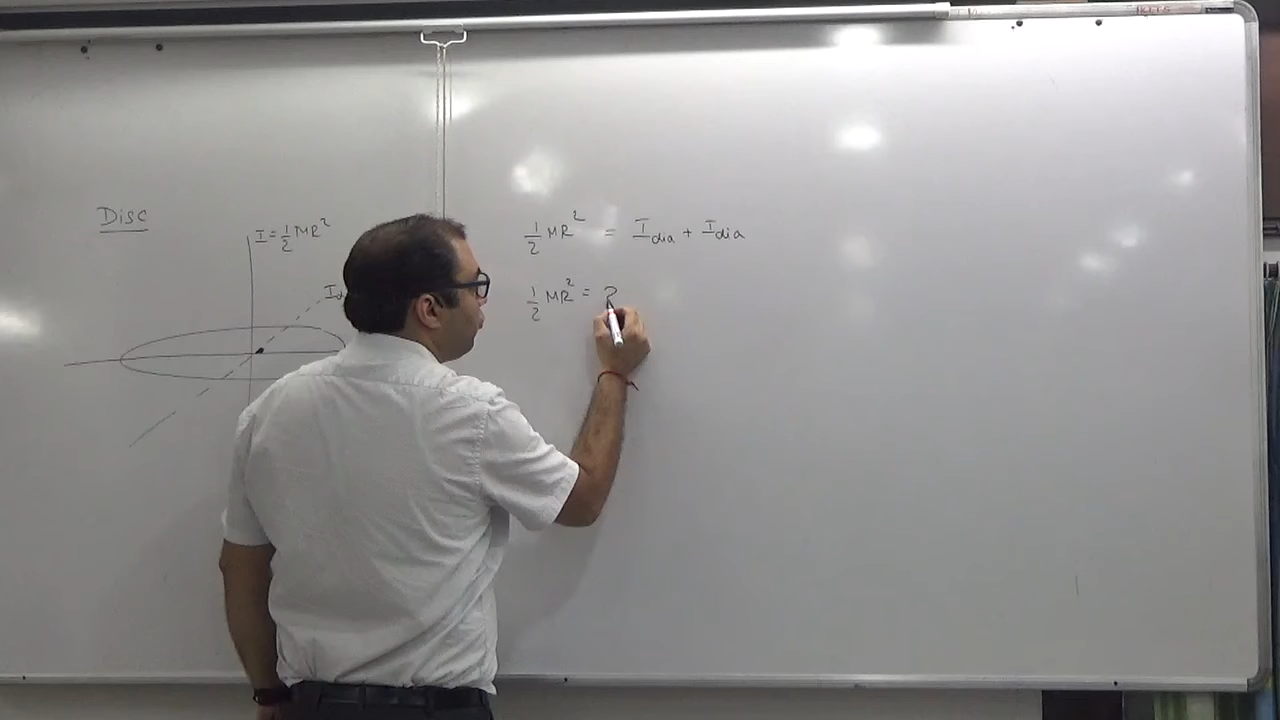 Disc
I = 1/2 MR²
I
1/2 MR² = I_dia + I_dia
1/2 MR² = 2